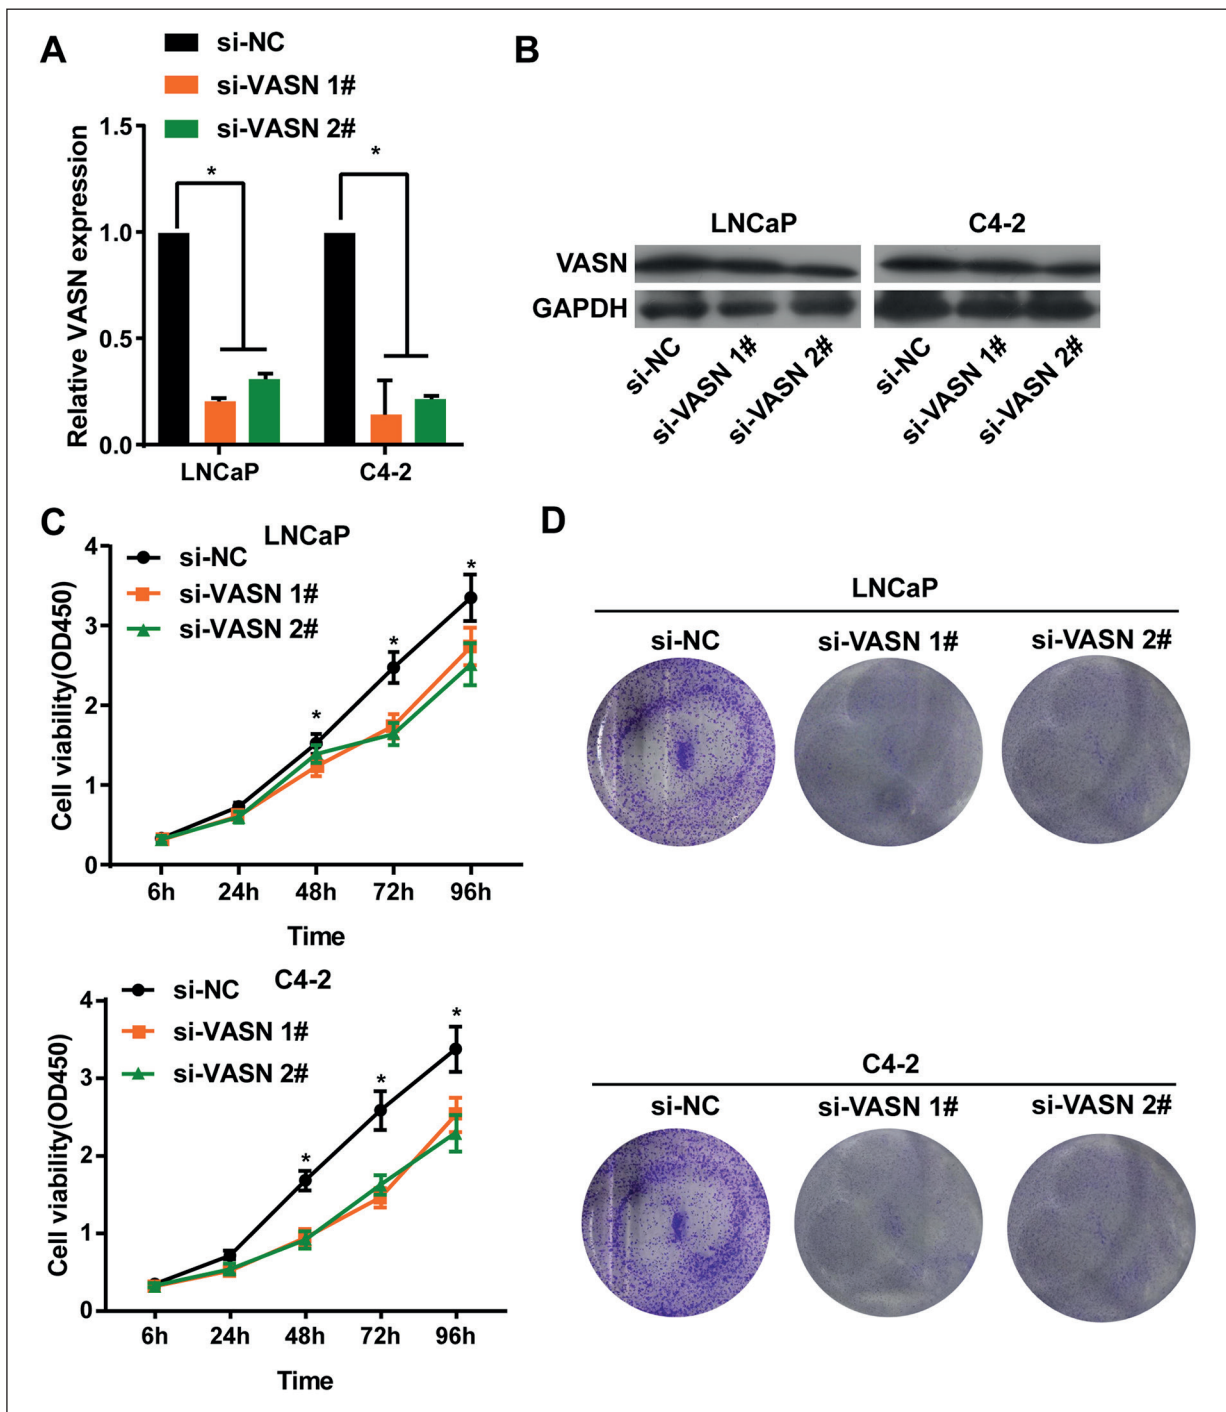 A
si-NC
si-VASN 1#
si-VASN 2#
Relative VASN expression
1.5
1.0
0.5
0.0
*
*
LNCaP
C4-2
B
LNCaP
C4-2
VASN
GAPDH
si-NC
si-VASN 1#
si-VASN 2#
si-NC
si-VASN 1#
si-VASN 2#
C
LNCaP
si-NC
si-VASN 1#
si-VASN 2#
Cell viability(OD450)
4
3
2
1
0
*
*
*
6h
24h
48h
72h
96h
Time
C4-2
si-NC
si-VASN 1#
si-VASN 2#
Cell viability(OD450)
4
3
2
1
0
*
*
*
6h
24h
48h
72h
96h
Time
D
LNCaP
si-NC
si-VASN 1#
si-VASN 2#
C4-2
si-NC
si-VASN 1#
si-VASN 2#